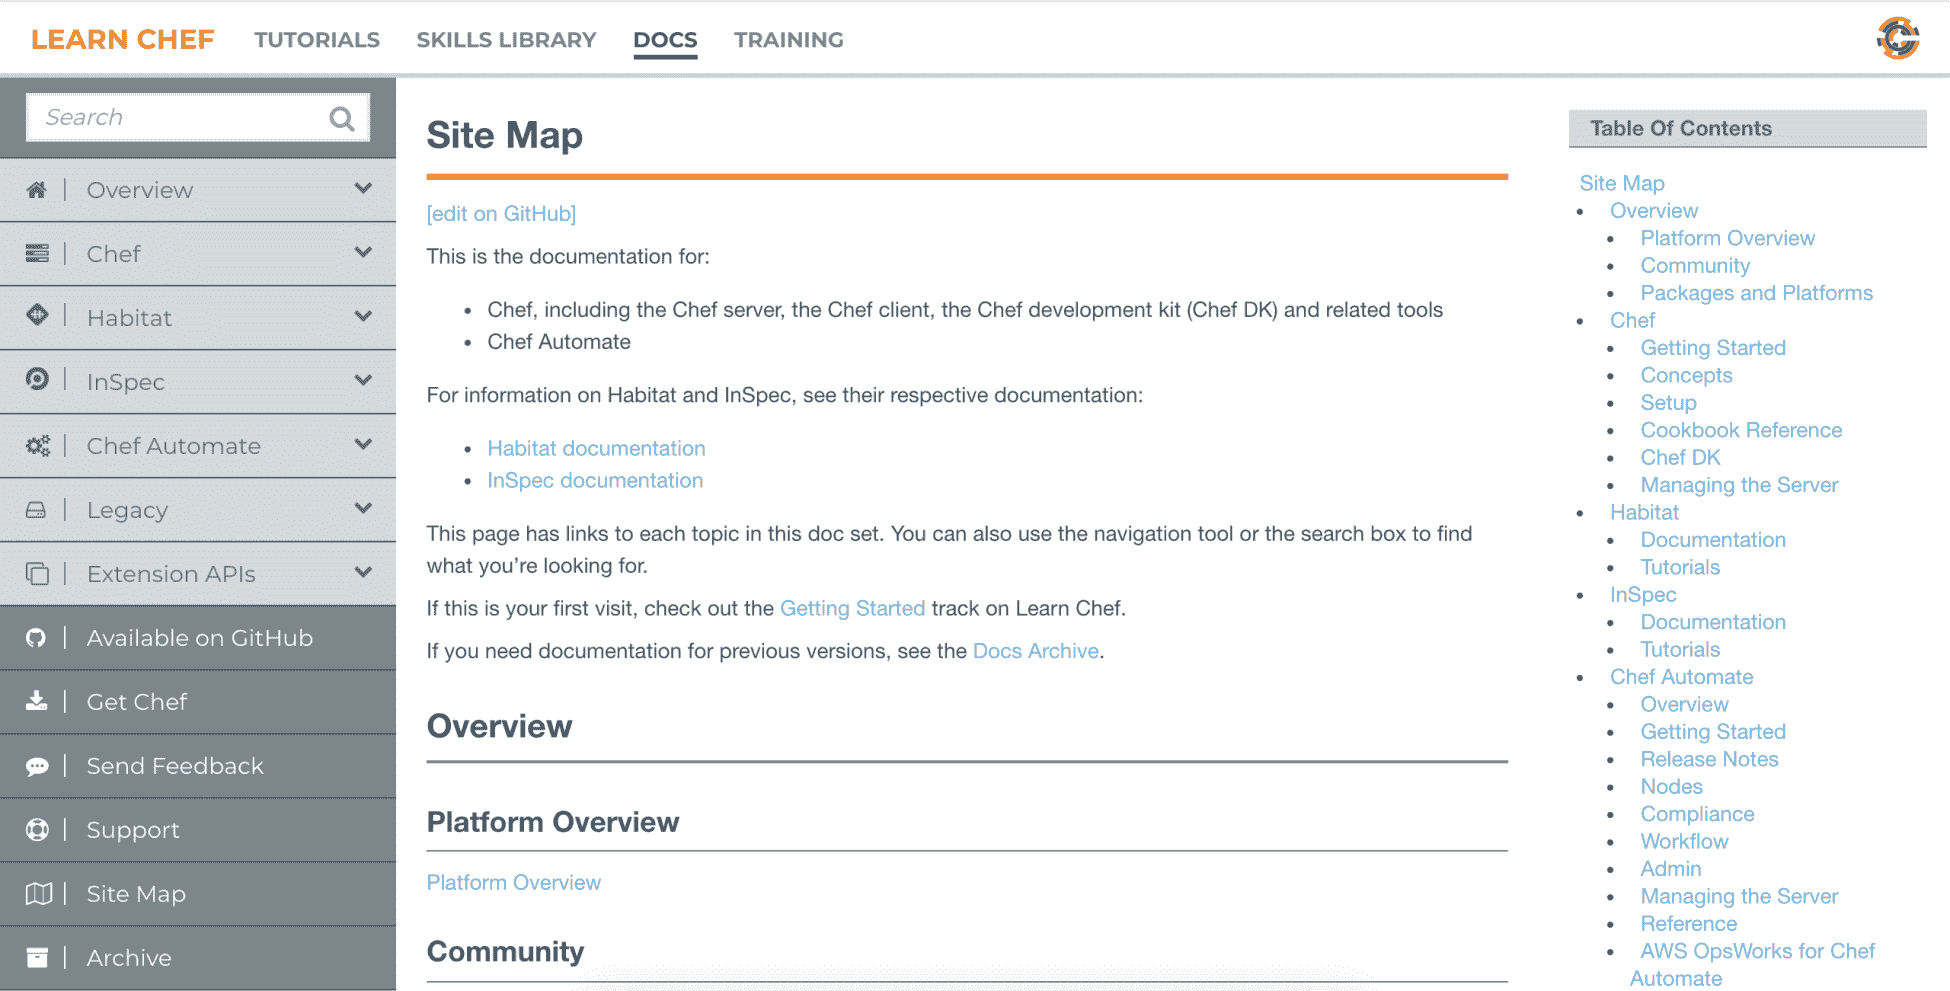 LEARN CHEF TUTORIALS SKILLS LIBRARY DOCS TRAINING
Search
Overview
Chef
Habitat
InSpec
Chef Automate
Legacy
Extension APIs
Available on GitHub
Get Chef
Send Feedback
Support
Site Map
Archive
Site Map
[edit on GitHub]
This is the documentation for:
• Chef, including the Chef server, the Chef client, the Chef development kit (Chef DK) and related tools
• Chef Automate
For information on Habitat and InSpec, see their respective documentation:
• Habitat documentation
• InSpec documentation
This page has links to each topic in this doc set. You can also use the navigation tool or the search box to find
what you’re looking for.
If this is your first visit, check out the Getting Started track on Learn Chef.
If you need documentation for previous versions, see the Docs Archive.
Overview
Platform Overview
Platform Overview
Community
Table Of Contents
Site Map
• Overview
• Platform Overview
• Community
• Packages and Platforms
• Chef
• Getting Started
• Concepts
• Setup
• Cookbook Reference
• Chef DK
• Managing the Server
• Habitat
• Documentation
• Tutorials
• InSpec
• Documentation
• Tutorials
• Chef Automate
• Overview
• Getting Started
• Release Notes
• Nodes
• Compliance
• Workflow
• Admin
• Managing the Server
• Reference
• AWS OpsWorks for Chef
Automate